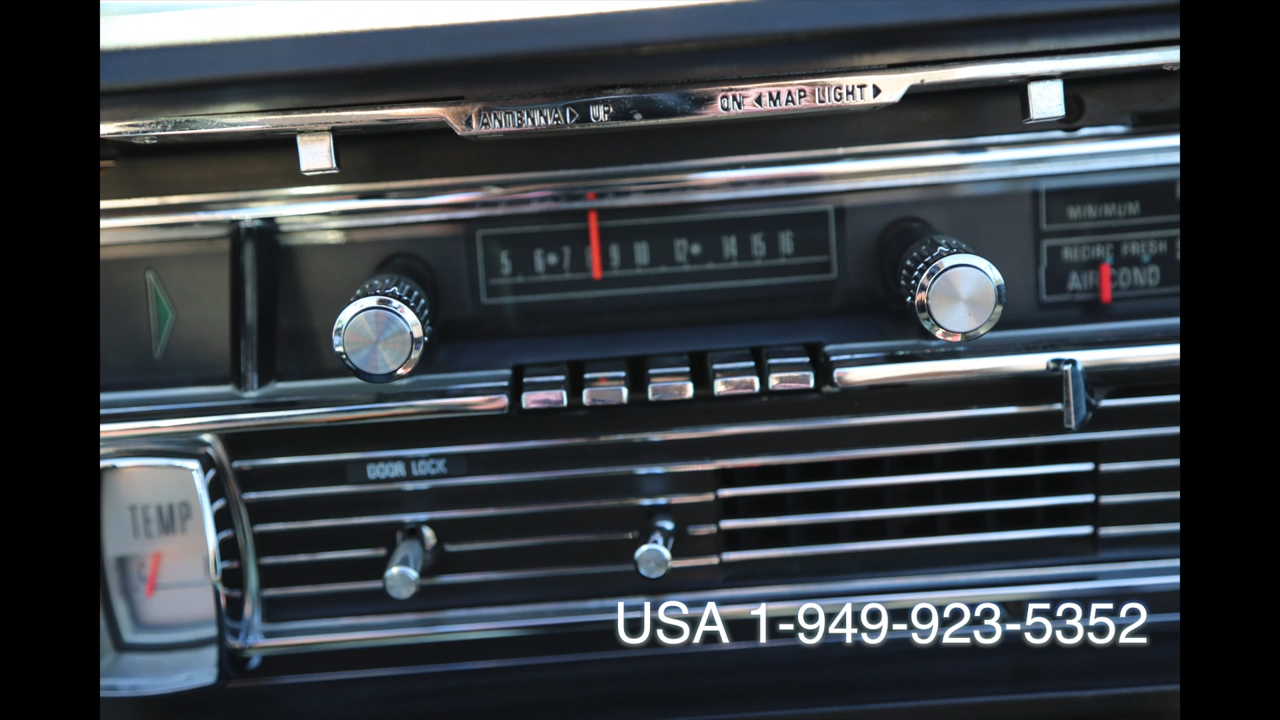 ◁ANTENNA▷ UP
ON ◀MAP LIGHT▶
MINIMUM
5 6 7 9 10 12 14 15 16
RECIRC FRESH
AIR COND
DOOR LOCK
TEMP
USA 1-949-923-5352